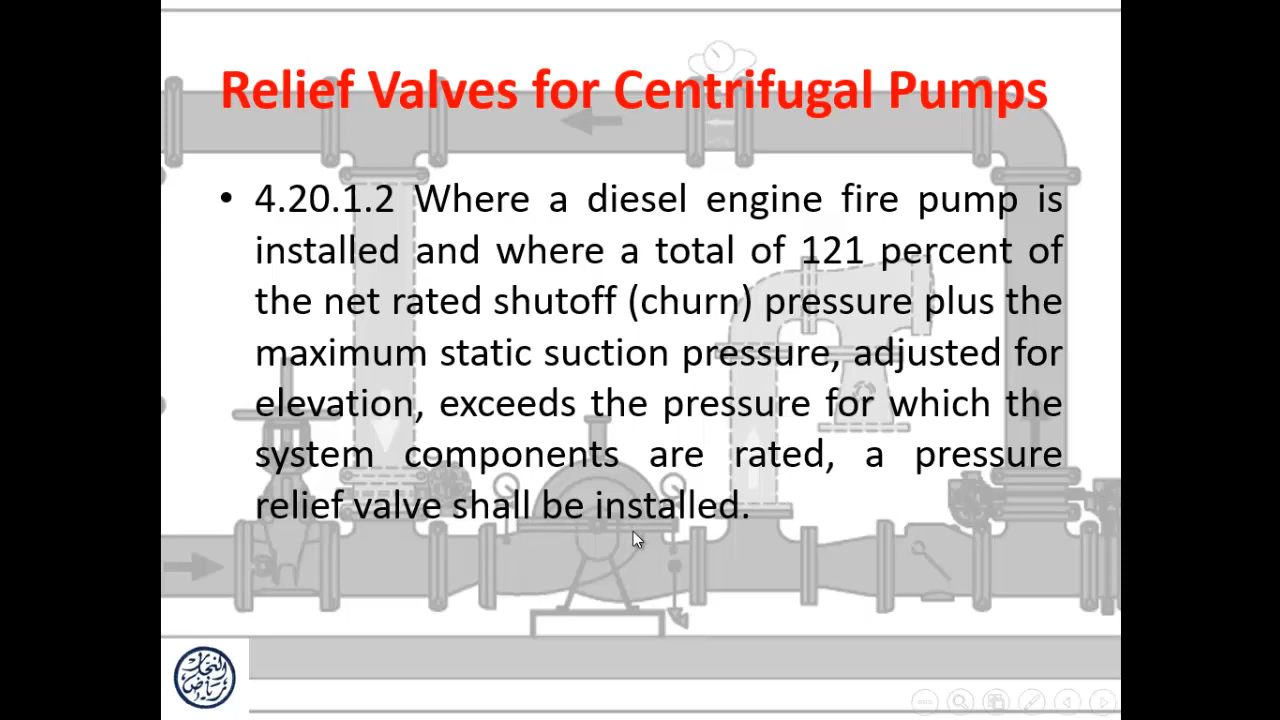 Relief Valves for Centrifugal Pumps
• 4.20.1.2 Where a diesel engine fire pump is
installed and where a total of 121 percent of
the net rated shutoff (churn) pressure plus the
maximum static suction pressure, adjusted for
elevation, exceeds the pressure for which the
system components are rated, a pressure
relief valve shall be installed.